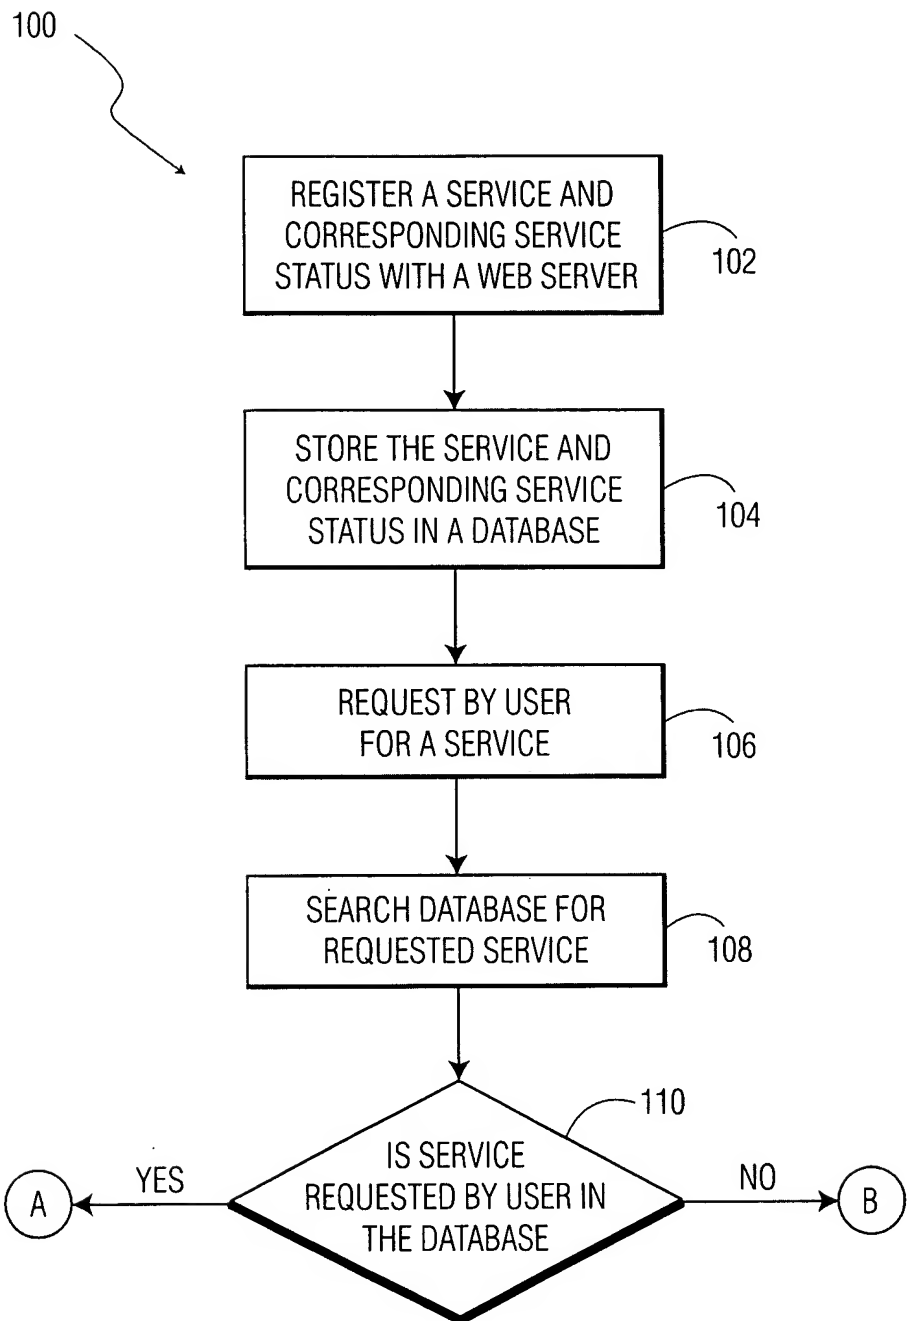 100
REGISTER A SERVICE AND
CORRESPONDING SERVICE
STATUS WITH A WEB SERVER
102
STORE THE SERVICE AND
CORRESPONDING SERVICE
STATUS IN A DATABASE
104
REQUEST BY USER
FOR A SERVICE
106
SEARCH DATABASE FOR
REQUESTED SERVICE
108
110
IS SERVICE
REQUESTED BY USER IN
THE DATABASE
YES
A
NO
B